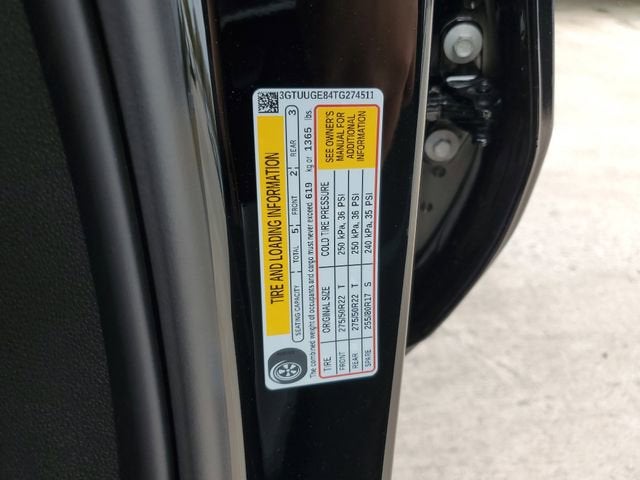 3GTUUGE84TG274511
TIRE AND LOADING INFORMATION
SEATING CAPACITY TOTAL 5 FRONT 2 REAR 3
The combined weight of occupants and cargo must never exceed 619 kg or 1365 lbs.
TIRE ORIGINAL SIZE COLD TIRE PRESSURE
FRONT 275/50R22 T 250 kPa, 36 PSI
REAR 275/50R22 T 250 kPa, 36 PSI
SPARE 255/80R17 S 240 kPa, 35 PSI
SEE OWNER'S
MANUAL FOR
ADDITIONAL
INFORMATION